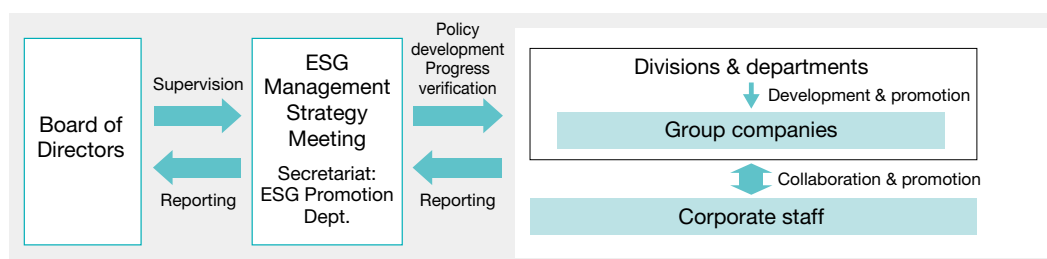 Board of
Directors
Supervision
Reporting
ESG
Management
Strategy
Meeting
Secretariat:
ESG Promotion
Dept.
Policy
development
Progress
verification
Reporting
Divisions & departments
Development & promotion
Group companies
Collaboration & promotion
Corporate staff